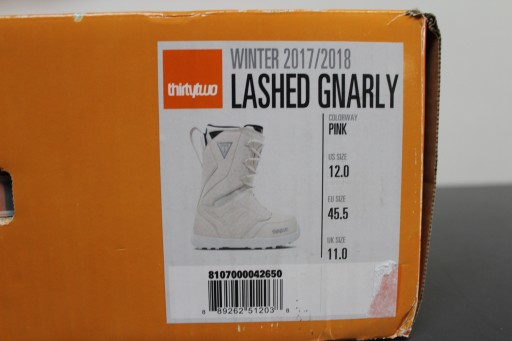 thirtytwo
WINTER 2017/2018
LASHED GNARLY
COLORWAY
PINK
US SIZE
12.0
EU SIZE
45.5
UK SIZE
11.0
8107000042650
8 89262 51203 8